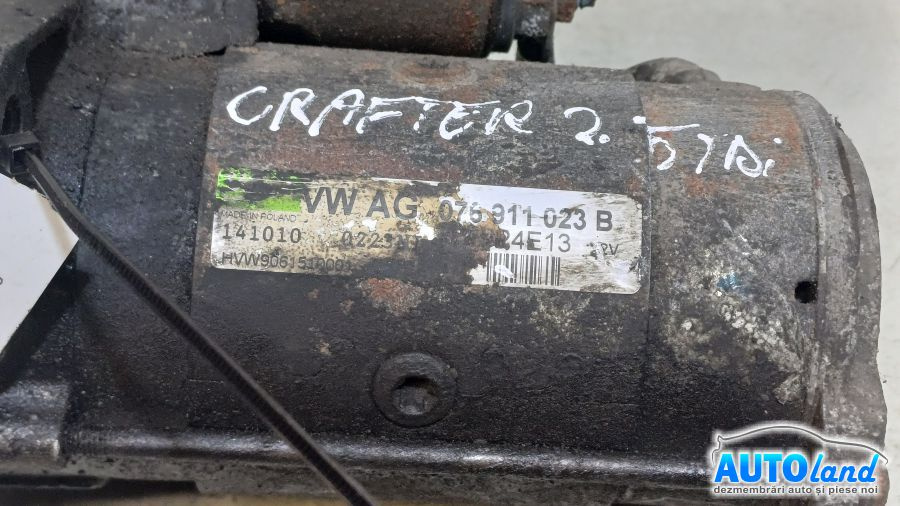 CRAFTER 2.5 TDi
VW AG 076 911 023 B
MADE IN POLAND
141010 24E13
AUTOland
dezmembrări auto și piese noi